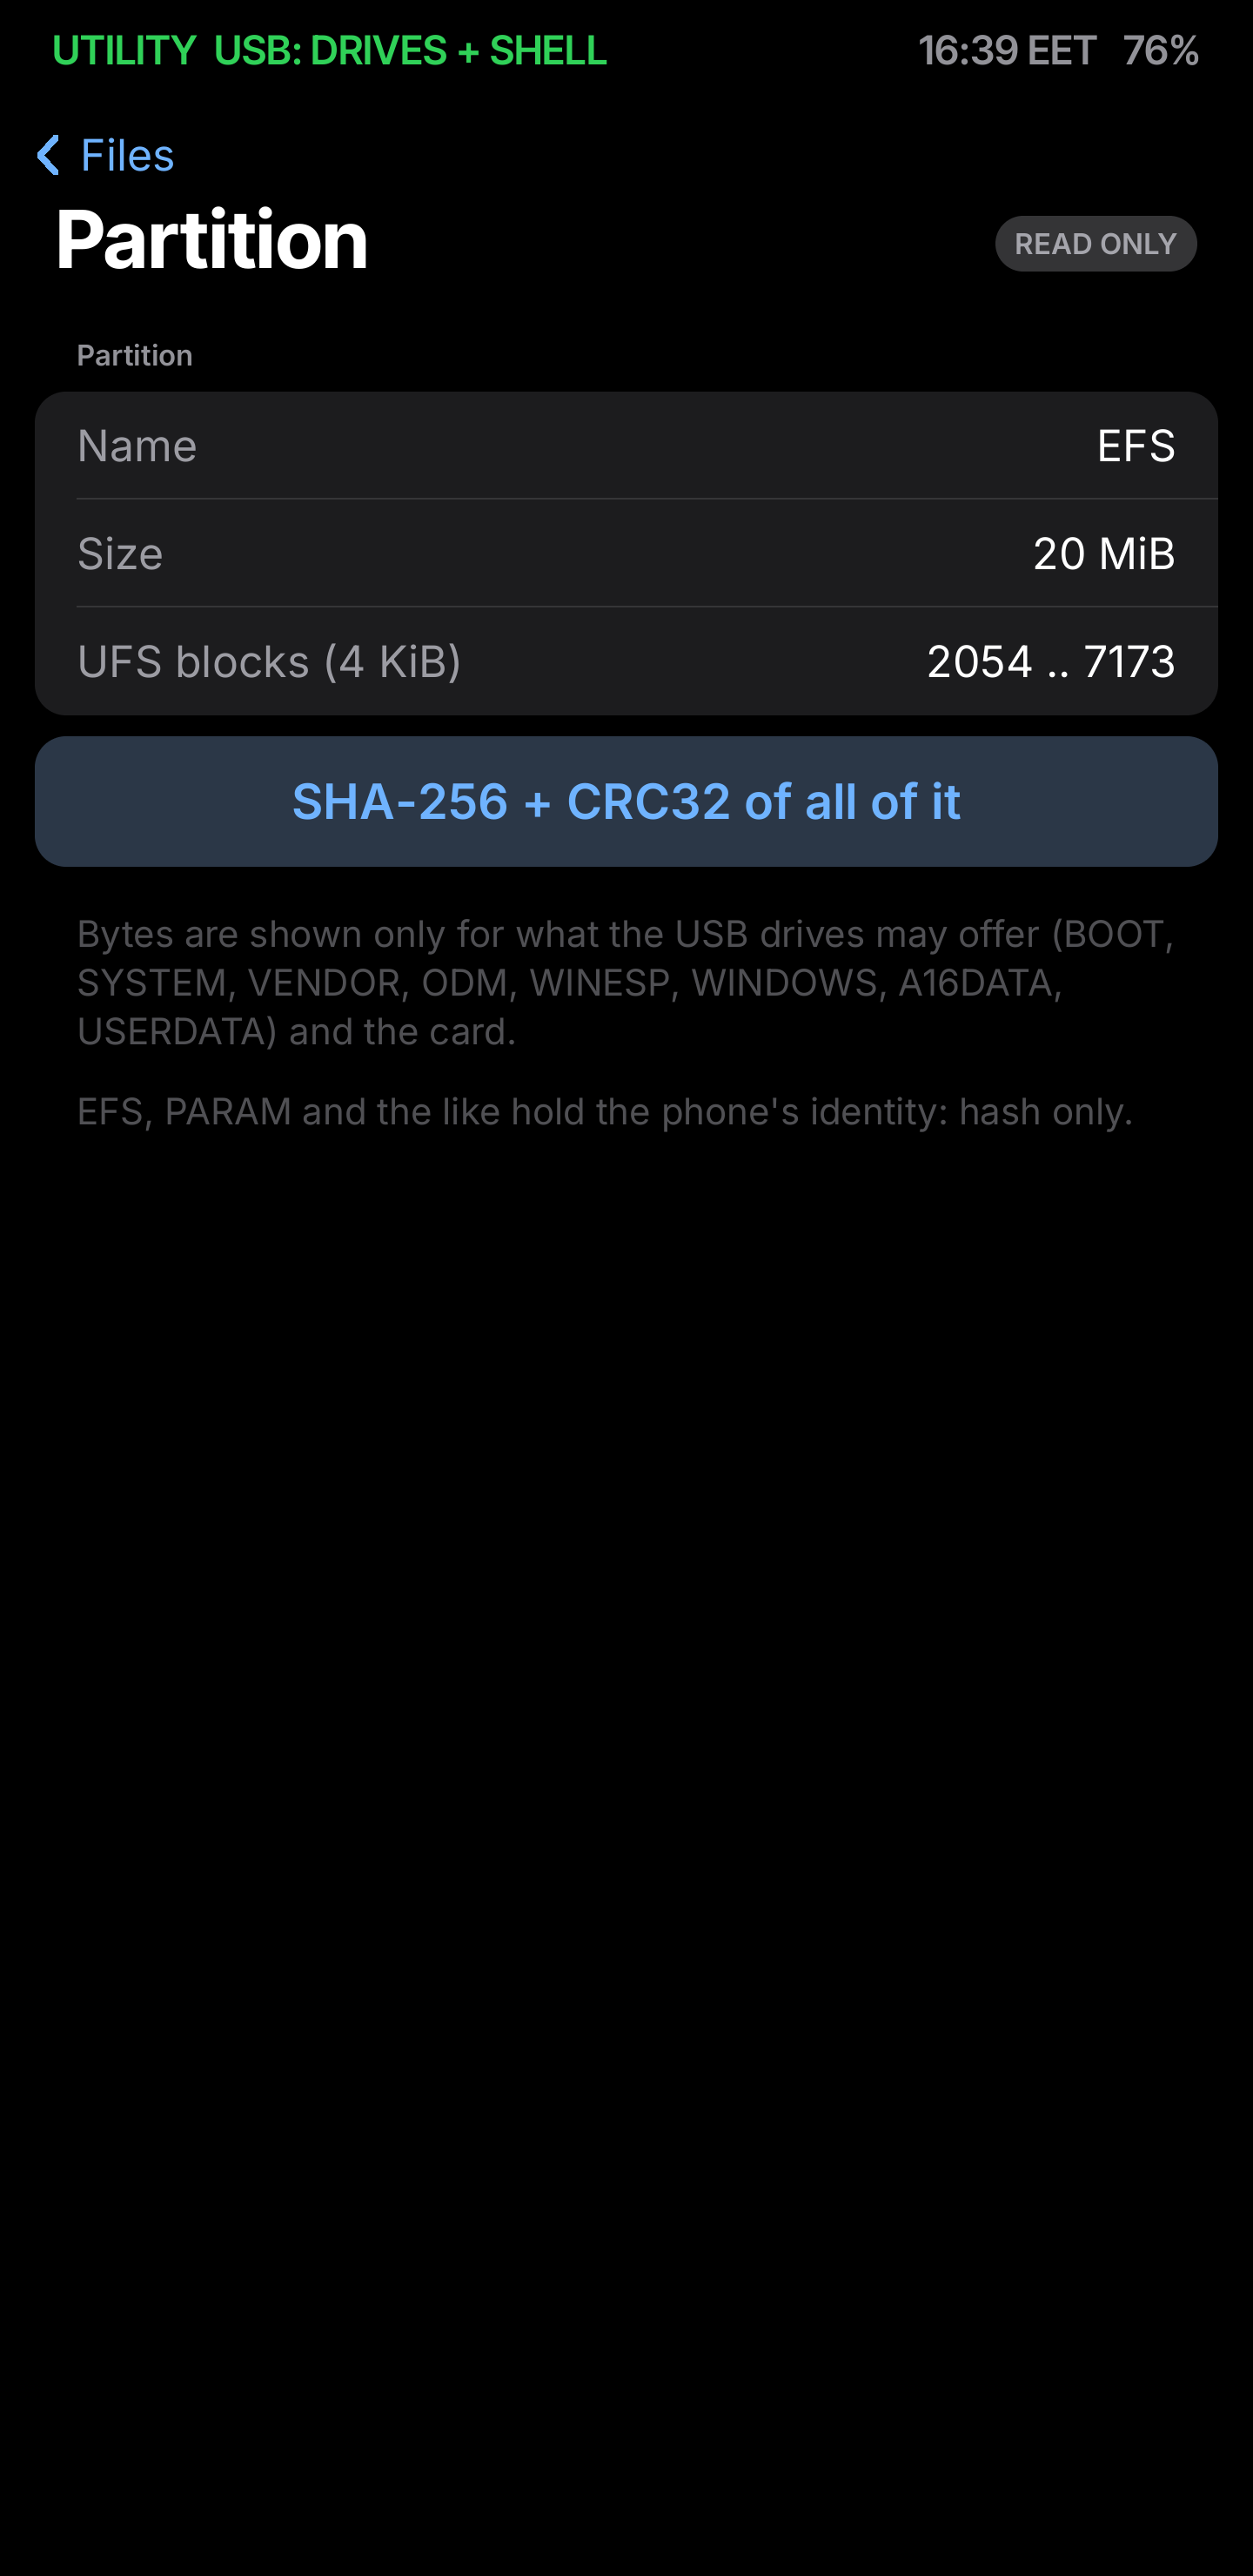 UTILITY USB: DRIVES + SHELL 16:39 EET 76%
Files
Partition READ ONLY
Partition
Name EFS
Size 20 MiB
UFS blocks (4 KiB) 2054 .. 7173
SHA-256 + CRC32 of all of it
Bytes are shown only for what the USB drives may offer (BOOT,
SYSTEM, VENDOR, ODM, WINESP, WINDOWS, A16DATA,
USERDATA) and the card.
EFS, PARAM and the like hold the phone's identity: hash only.